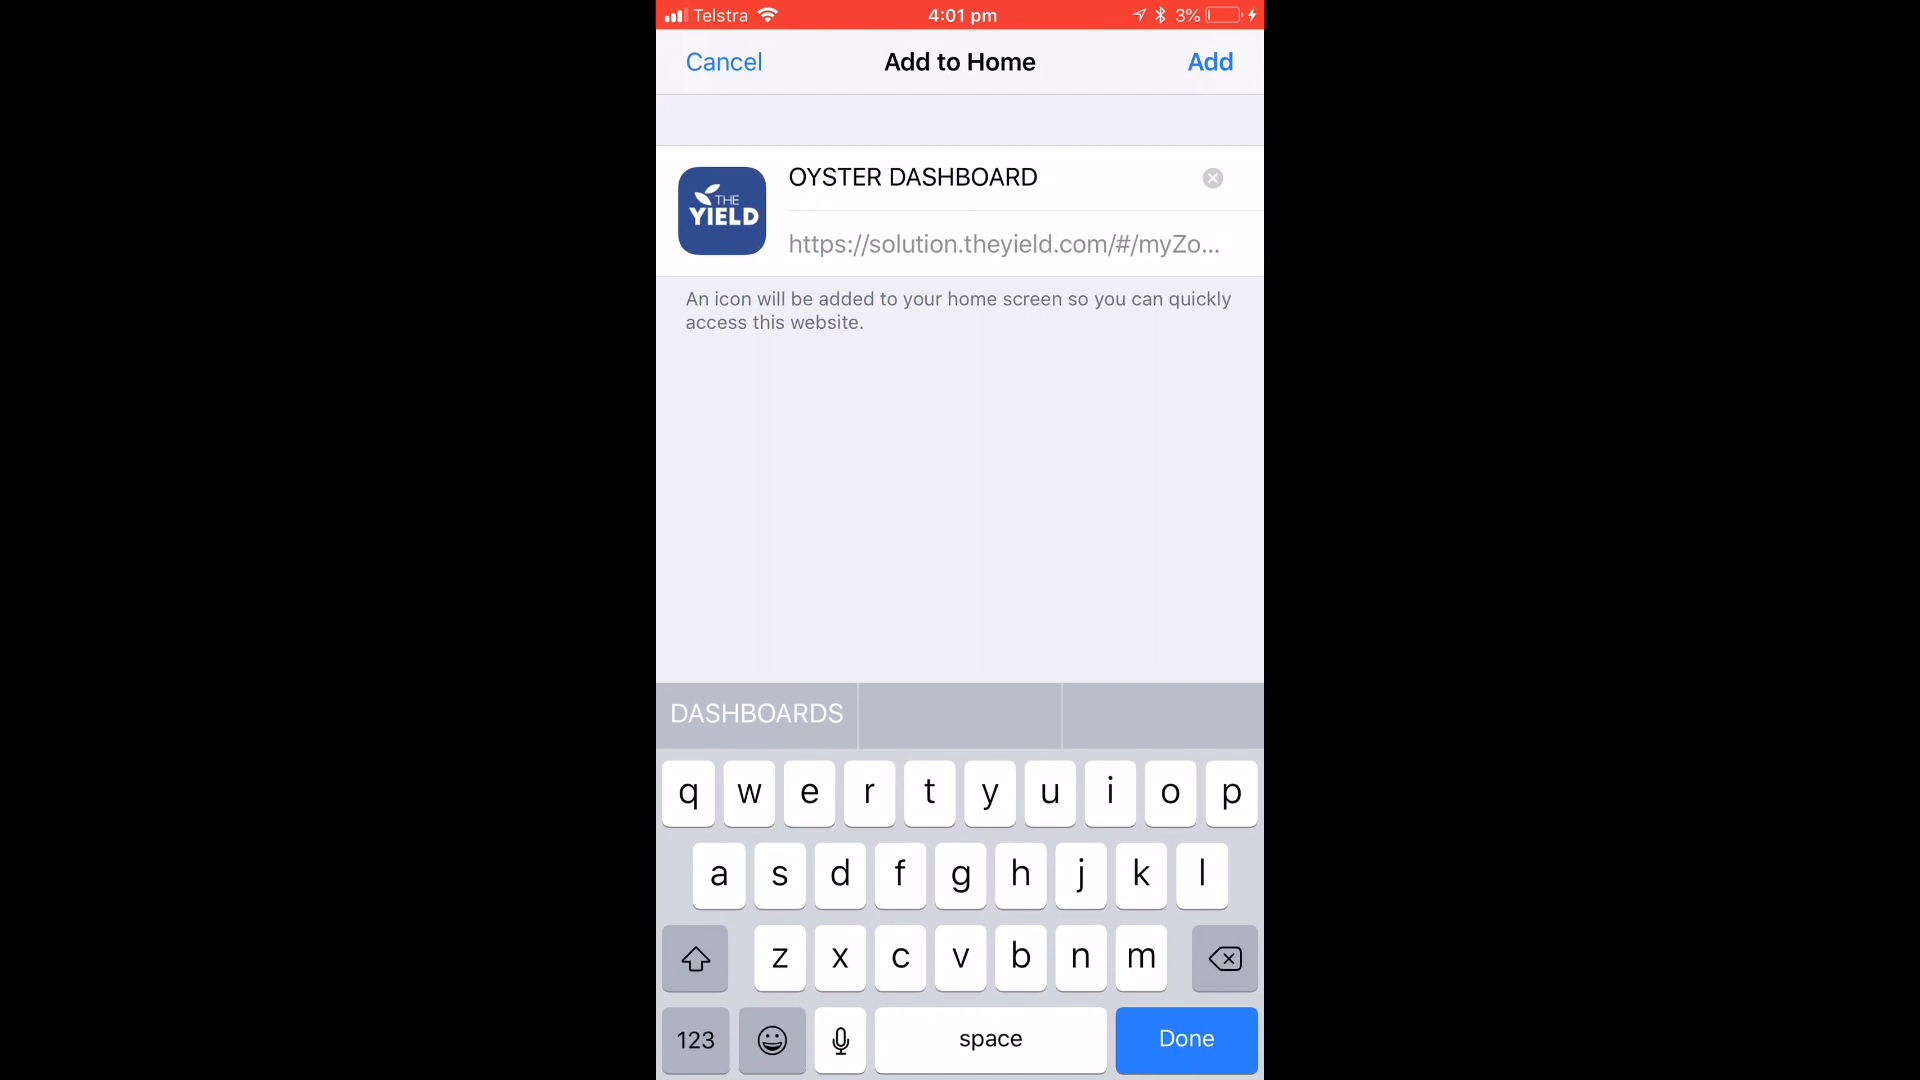 Telstra 4:01 pm 3%
Cancel Add to Home Add
THE
YIELD
OYSTER DASHBOARD
https://solution.theyield.com/#/myZo...
An icon will be added to your home screen so you can quickly
access this website.
DASHBOARDS
q w e r t y u i o p
a s d f g h j k l
z x c v b n m
123 space Done